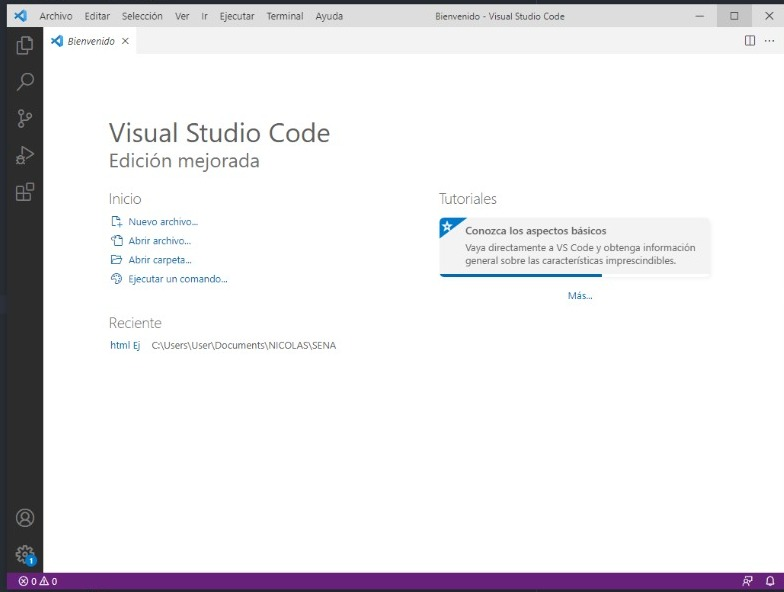 Archivo Editar Selección Ver Ir Ejecutar Terminal Ayuda Bienvenido - Visual Studio Code
Bienvenido
Visual Studio Code
Edición mejorada
Inicio
Nuevo archivo...
Abrir archivo...
Abrir carpeta...
Ejecutar un comando...
Reciente
html Ej C:\Users\User\Documents\NICOLAS\SENA
Tutoriales
Conozca los aspectos básicos
Vaya directamente a VS Code y obtenga información
general sobre las características imprescindibles.
Más...
1
0 0